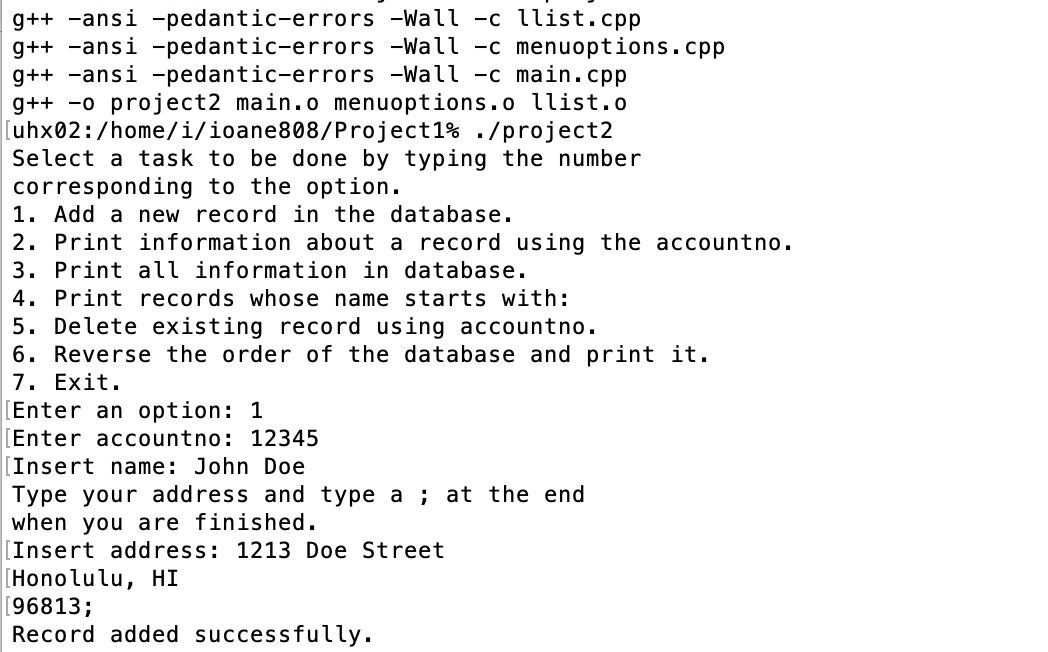 g++ -ansi -pedantic-errors -Wall -c llist.cpp
g++ -ansi -pedantic-errors -Wall -c menuoptions.cpp
g++ -ansi -pedantic-errors -Wall -c main.cpp
g++ -o project2 main.o menuoptions.o llist.o
[uhx02:/home/i/ioane808/Project1% ./project2
Select a task to be done by typing the number
corresponding to the option.
1. Add a new record in the database.
2. Print information about a record using the accountno.
3. Print all information in database.
4. Print records whose name starts with:
5. Delete existing record using accountno.
6. Reverse the order of the database and print it.
7. Exit.
[Enter an option: 1
[Enter accountno: 12345
[Insert name: John Doe
Type your address and type a ; at the end
when you are finished.
[Insert address: 1213 Doe Street
[Honolulu, HI
[96813;
Record added successfully.